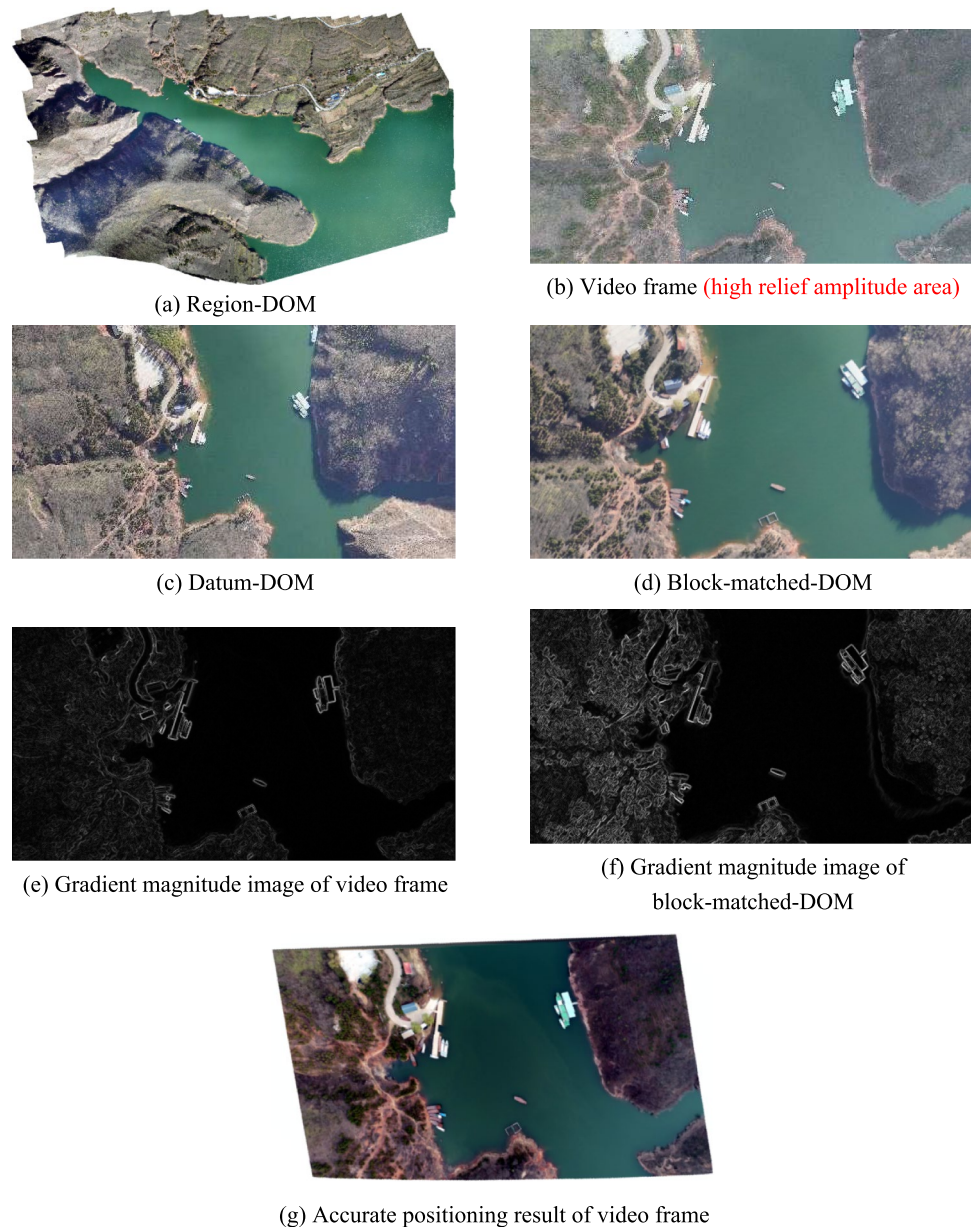 (a) Region-DOM
(b) Video frame (high relief amplitude area)
(c) Datum-DOM
(d) Block-matched-DOM
(e) Gradient magnitude image of video frame
(f) Gradient magnitude image of
block-matched-DOM
(g) Accurate positioning result of video frame